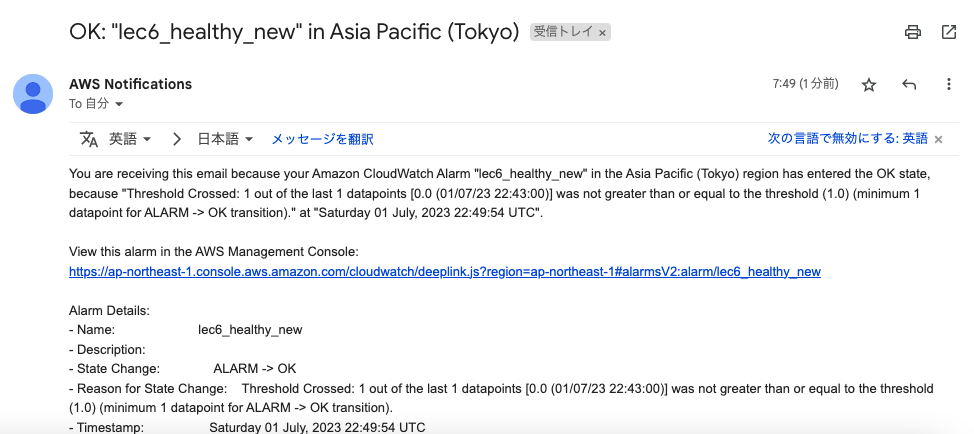 OK: "lec6_healthy_new" in Asia Pacific (Tokyo) 受信トレイ ×
AWS Notifications 7:49 (1 分前)
To 自分
英語 日本語 メッセージを翻訳 次の言語で無効にする: 英語 ×
You are receiving this email because your Amazon CloudWatch Alarm "lec6_healthy_new" in the Asia Pacific (Tokyo) region has entered the OK state,
because "Threshold Crossed: 1 out of the last 1 datapoints [0.0 (01/07/23 22:43:00)] was not greater than or equal to the threshold (1.0) (minimum 1
datapoint for ALARM -> OK transition)." at "Saturday 01 July, 2023 22:49:54 UTC".
View this alarm in the AWS Management Console:
https://ap-northeast-1.console.aws.amazon.com/cloudwatch/deeplink.js?region=ap-northeast-1#alarmsV2:alarm/lec6_healthy_new
Alarm Details:
- Name: lec6_healthy_new
- Description:
- State Change: ALARM -> OK
- Reason for State Change: Threshold Crossed: 1 out of the last 1 datapoints [0.0 (01/07/23 22:43:00)] was not greater than or equal to the threshold
(1.0) (minimum 1 datapoint for ALARM -> OK transition).
- Timestamp: Saturday 01 July, 2023 22:49:54 UTC